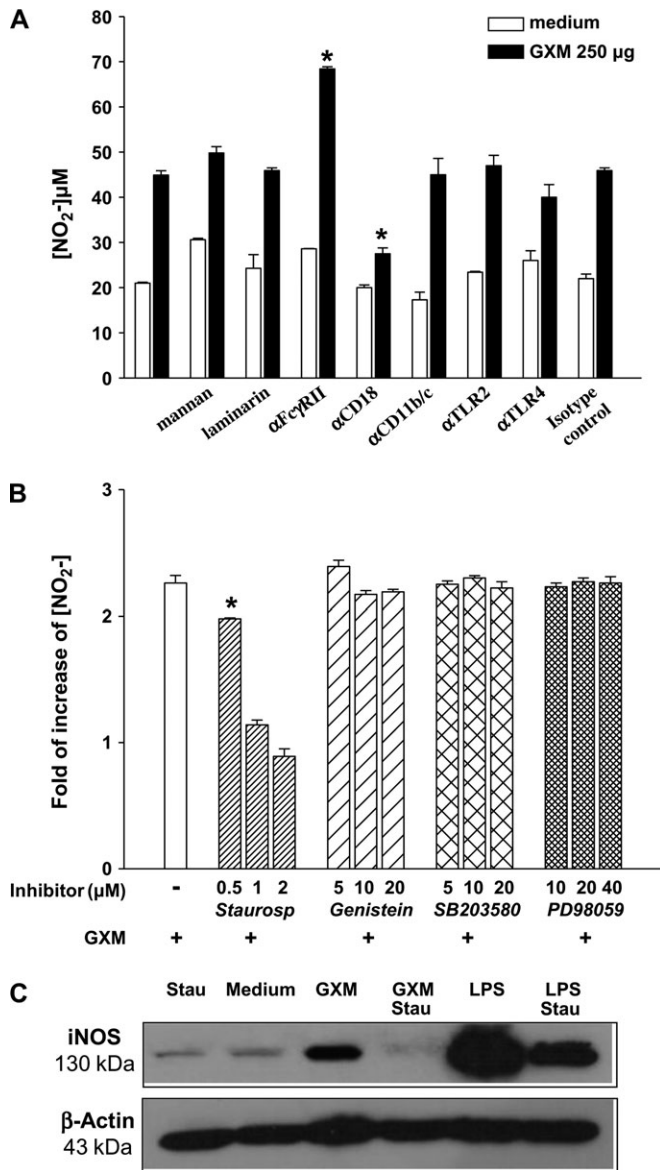 A
medium
GXM 250 µg
[NO₂-]µM
80
70
60
50
40
30
20
10
0
*
*
mannan
laminarin
αFcγRII
αCD18
αCD11b/c
αTLR2
αTLR4
Isotype
control
B
Fold of increase of [NO₂-]
3
2
1
0
*
Inhibitor (µM) - 0.5 1 2 5 10 20 5 10 20 10 20 40
Staurosp Genistein SB203580 PD98059
GXM + + + + +
C
Stau Medium GXM GXM Stau LPS LPS Stau
iNOS
130 kDa
β-Actin
43 kDa